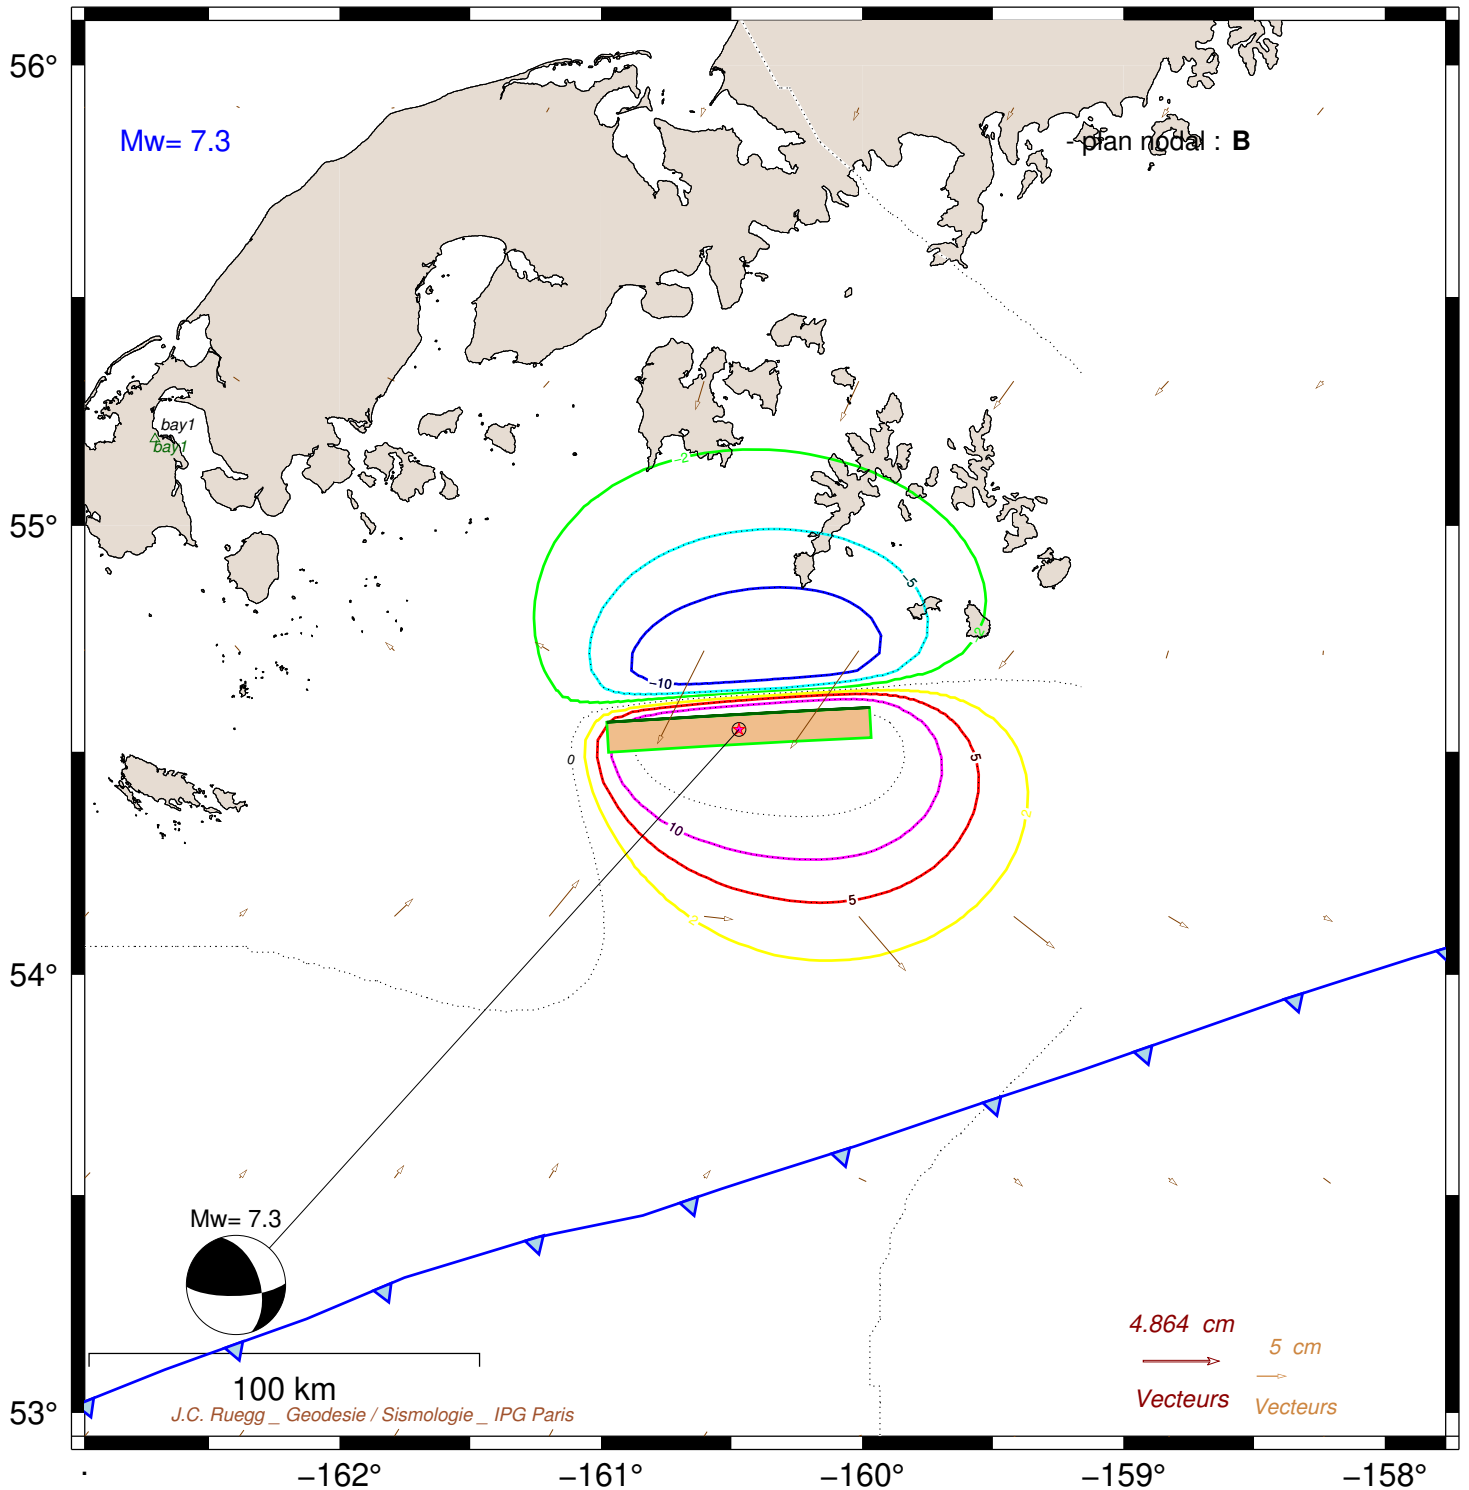 56°
Mw= 7.3
- plan nodal : B
bay1
bay1
−2
55°
−5
−2
−10
0
5
2
10
5
2
54°
Mw= 7.3
4.864 cm
5 cm
100 km
Vecteurs
Vecteurs
53°
J.C. Ruegg _ Geodesie / Sismologie _ IPG Paris
−162°
−161°
−160°
−159°
−158°